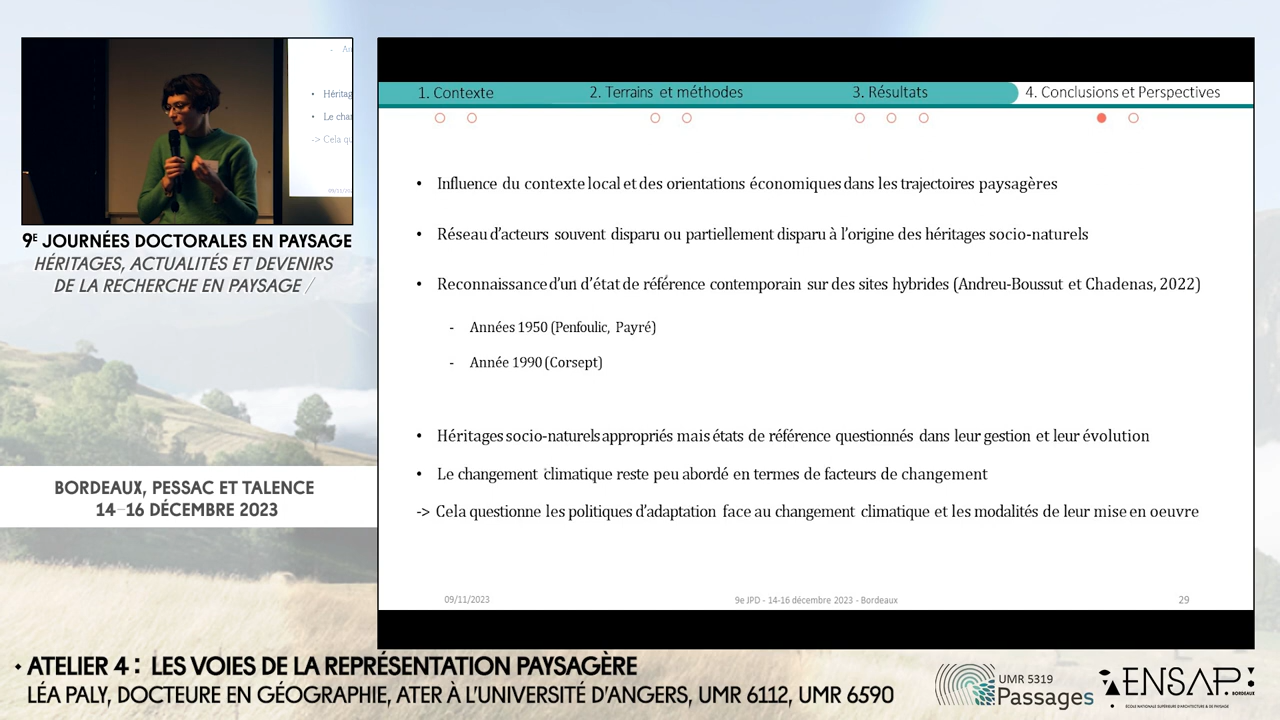 9E JOURNÉES DOCTORALES EN PAYSAGE
HÉRITAGES, ACTUALITÉS ET DEVENIRS
DE LA RECHERCHE EN PAYSAGE /
BORDEAUX, PESSAC ET TALENCE
14–16 DÉCEMBRE 2023
• Héritag
• Le char
-> Cela qu
1. Contexte 2. Terrains et méthodes 3. Résultats 4. Conclusions et Perspectives
• Influence du contexte local et des orientations économiques dans les trajectoires paysagères
• Réseau d'acteurs souvent disparu ou partiellement disparu à l'origine des héritages socio-naturels
• Reconnaissance d'un d'état de référence contemporain sur des sites hybrides (Andreu-Boussut et Chadenas, 2022)
- Années 1950 (Penfoulic, Payré)
- Année 1990 (Corsept)
• Héritages socio-naturels appropriés mais états de référence questionnés dans leur gestion et leur évolution
• Le changement climatique reste peu abordé en termes de facteurs de changement
-> Cela questionne les politiques d'adaptation face au changement climatique et les modalités de leur mise en oeuvre
09/11/2023 9e JPD - 14-16 décembre 2023 - Bordeaux 29
ATELIER 4 : LES VOIES DE LA REPRÉSENTATION PAYSAGÈRE
LÉA PALY, DOCTEURE EN GÉOGRAPHIE, ATER À L'UNIVERSITÉ D'ANGERS, UMR 6112, UMR 6590
UMR 5319
Passages
ENSAP
BORDEAUX
ÉCOLE NATIONALE SUPÉRIEURE D'ARCHITECTURE & DE PAYSAGE